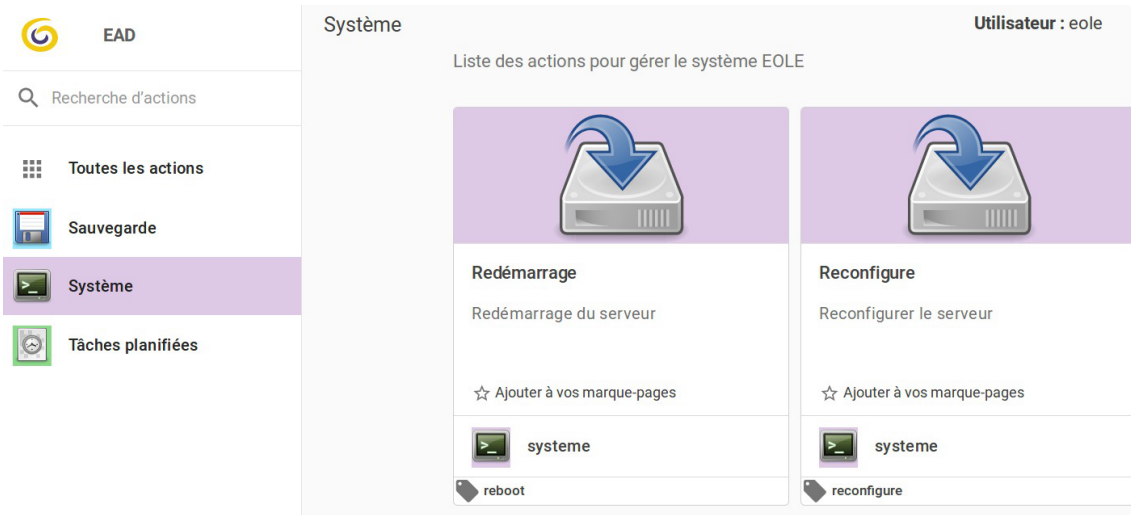 EAD
Recherche d'actions
Toutes les actions
Sauvegarde
Système
Tâches planifiées
Système
Utilisateur : eole
Liste des actions pour gérer le système EOLE
Redémarrage
Redémarrage du serveur
Ajouter à vos marque-pages
systeme
reboot
Reconfigure
Reconfigurer le serveur
Ajouter à vos marque-pages
systeme
reconfigure